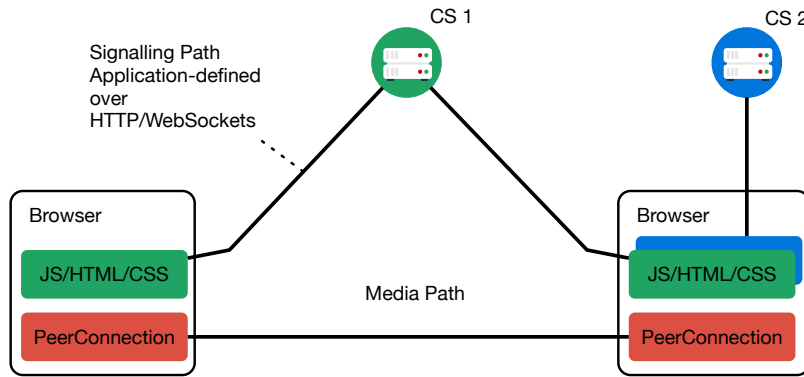 CS 1
CS 2
Signalling Path
Application-defined
over
HTTP/WebSockets
Browser
JS/HTML/CSS
PeerConnection
Media Path
Browser
JS/HTML/CSS
PeerConnection